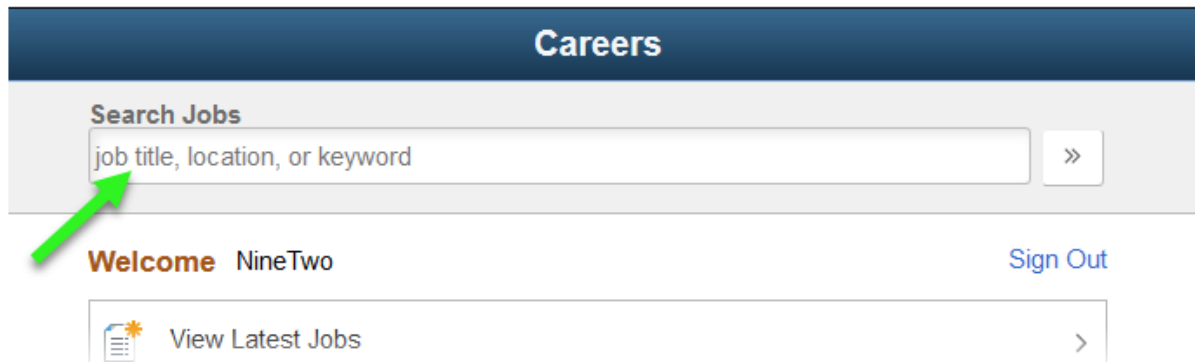 Careers
Search Jobs
job title, location, or keyword
»
Welcome NineTwo
Sign Out
View Latest Jobs